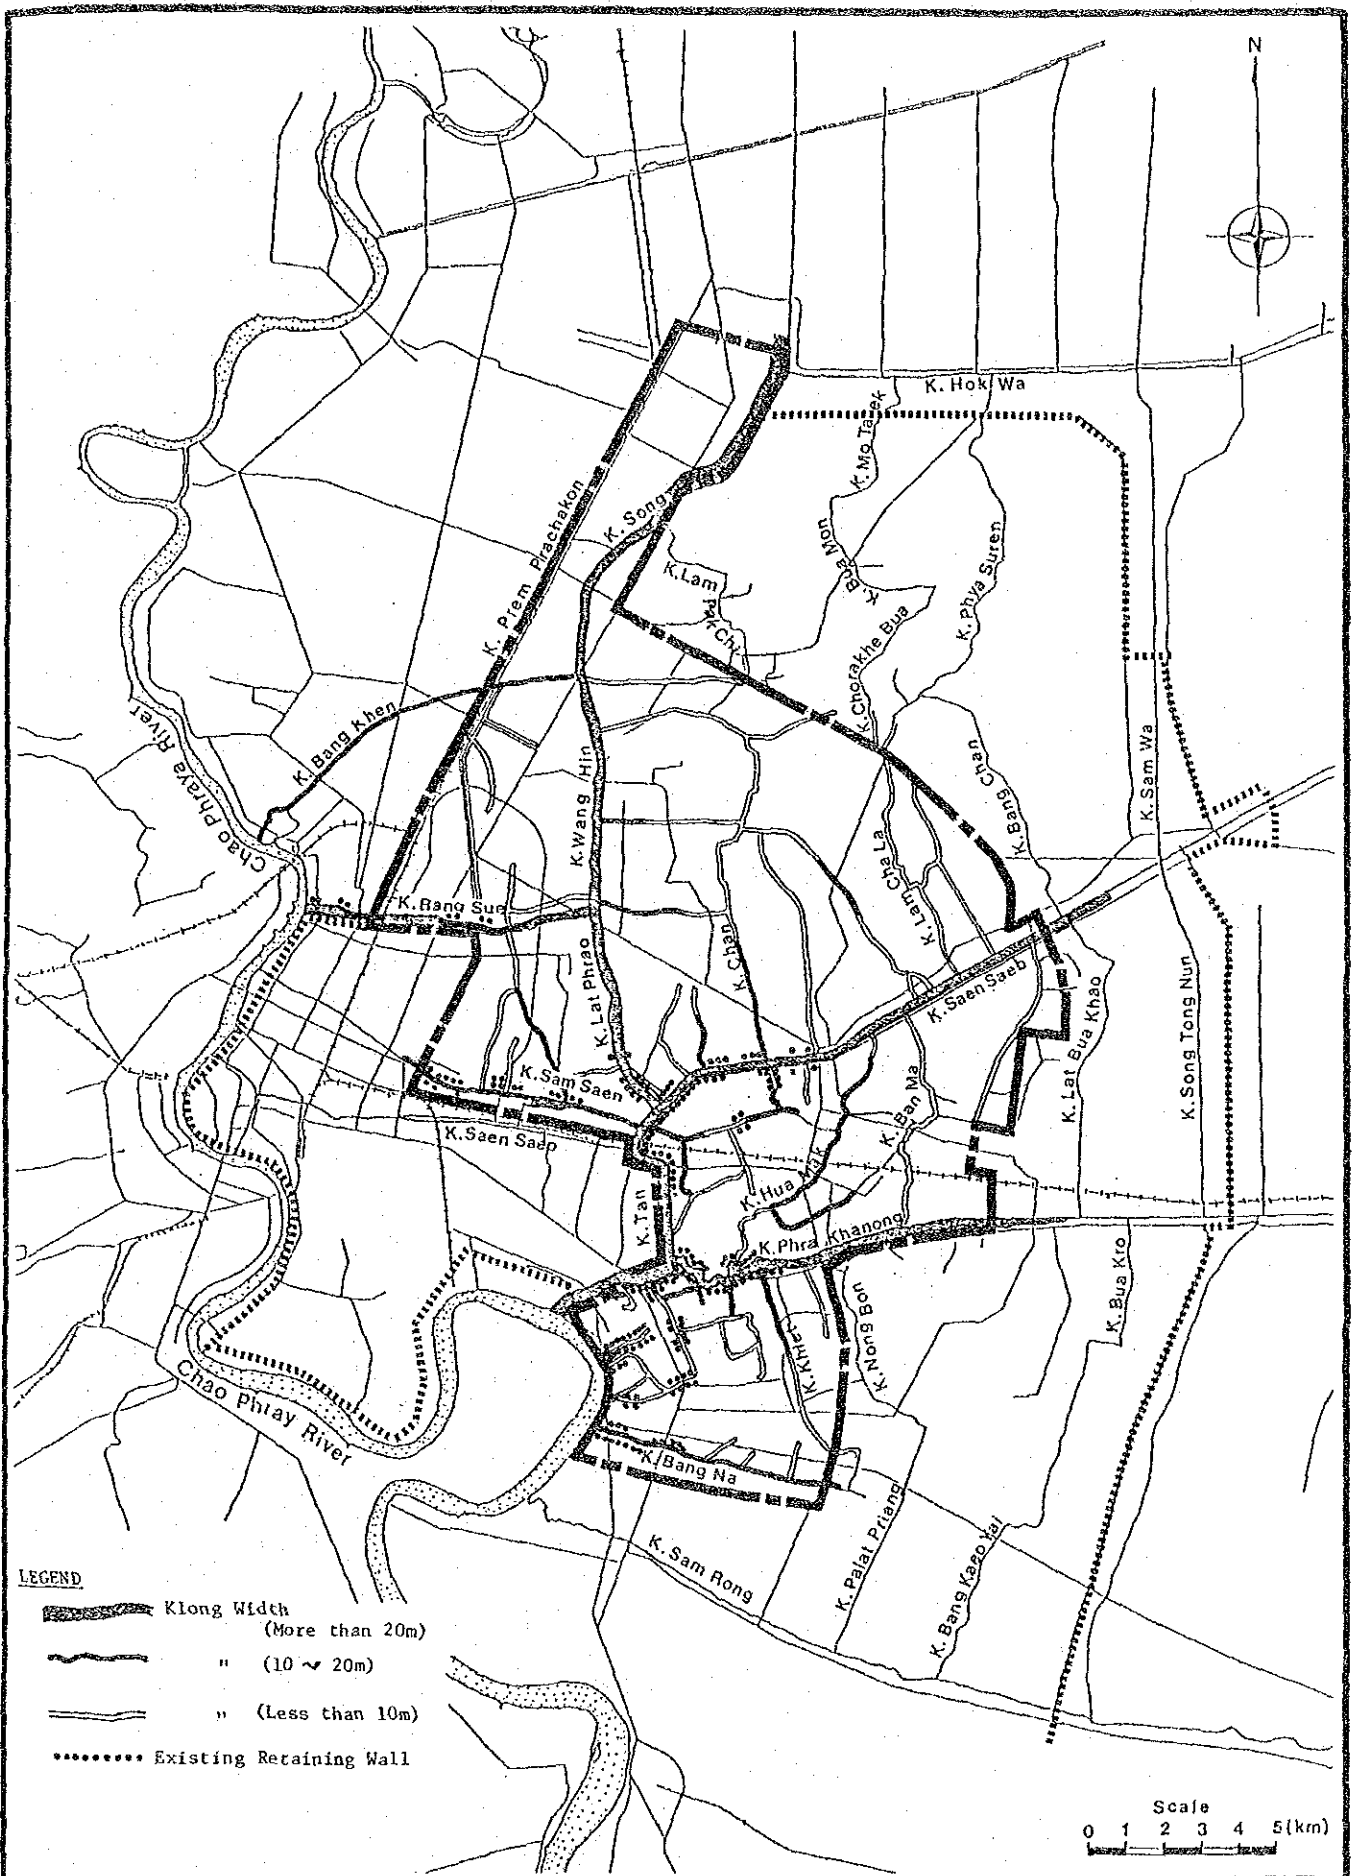 N
K. Hok Wa
K. Mo Taek
K. Song
K. Prem Prachakon
K. Bua Mon
K. Phya Suren
K. Lam Pak Chi
K. Chorakhe Bua
K. Bang Khen
Chao Phraya River
K. Wang Hin
K. Bang Chan
K. Sam Wa
K. Lam Cha La
K. Bang Sue
K. Chan
K. Lat Phrao
K. Saen Saeb
K. Lat Bua Khao
K. Song Tong Nun
K. Sam Saen
K. Saen Saep
K. Ban Ma
K. Hua Mak
K. Tan
K. Phra Khanong
K. Bua Kro
K. Nong Bon
K. Khlet
Chao Phray River
K. Bang Na
K. Palat Priang
K. Bang Kaeo Yai
K. Sam Rong
LEGEND
Klong Width
(More than 20m)
" (10 ~ 20m)
" (Less than 10m)
Existing Retaining Wall
Scale
0 1 2 3 4 5(km)